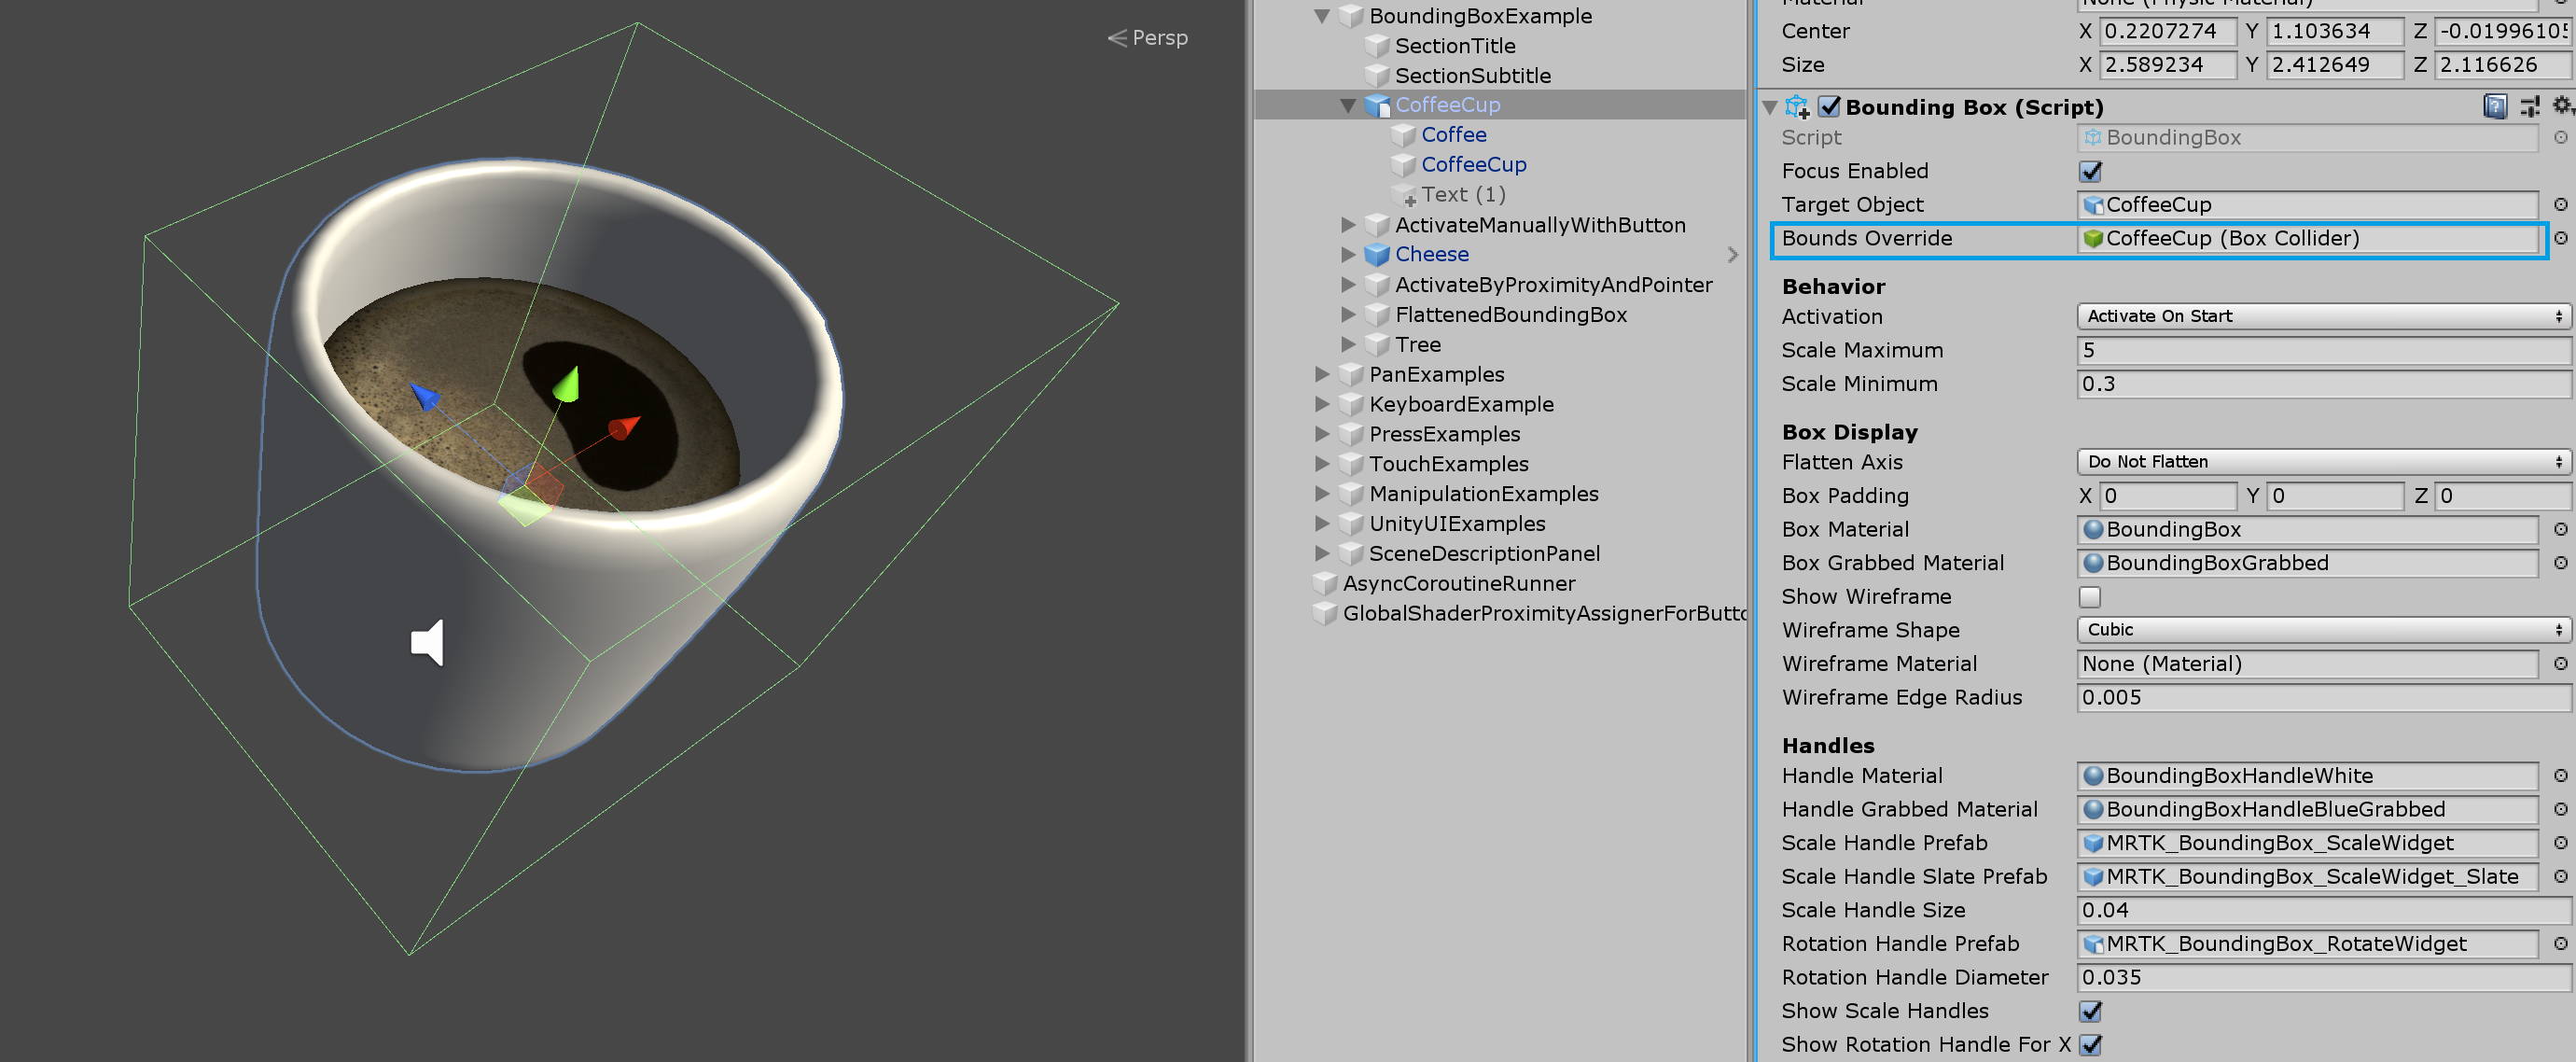 Persp
BoundingBoxExample
SectionTitle
SectionSubtitle
CoffeeCup
Coffee
CoffeeCup
Text (1)
ActivateManuallyWithButton
Cheese
ActivateByProximityAndPointer
FlattenedBoundingBox
Tree
PanExamples
KeyboardExample
PressExamples
TouchExamples
ManipulationExamples
UnityUIExamples
SceneDescriptionPanel
AsyncCoroutineRunner
GlobalShaderProximityAssignerForButto
Material None (Physic Material)
Center X 0.2207274 Y 1.103634 Z -0.0199610
Size X 2.589234 Y 2.412649 Z 2.116626
Bounding Box (Script)
Script BoundingBox
Focus Enabled
Target Object CoffeeCup
Bounds Override CoffeeCup (Box Collider)
Behavior
Activation Activate On Start
Scale Maximum 5
Scale Minimum 0.3
Box Display
Flatten Axis Do Not Flatten
Box Padding X 0 Y 0 Z 0
Box Material BoundingBox
Box Grabbed Material BoundingBoxGrabbed
Show Wireframe
Wireframe Shape Cubic
Wireframe Material None (Material)
Wireframe Edge Radius 0.005
Handles
Handle Material BoundingBoxHandleWhite
Handle Grabbed Material BoundingBoxHandleBlueGrabbed
Scale Handle Prefab MRTK_BoundingBox_ScaleWidget
Scale Handle Slate Prefab MRTK_BoundingBox_ScaleWidget_Slate
Scale Handle Size 0.04
Rotation Handle Prefab MRTK_BoundingBox_RotateWidget
Rotation Handle Diameter 0.035
Show Scale Handles
Show Rotation Handle For X